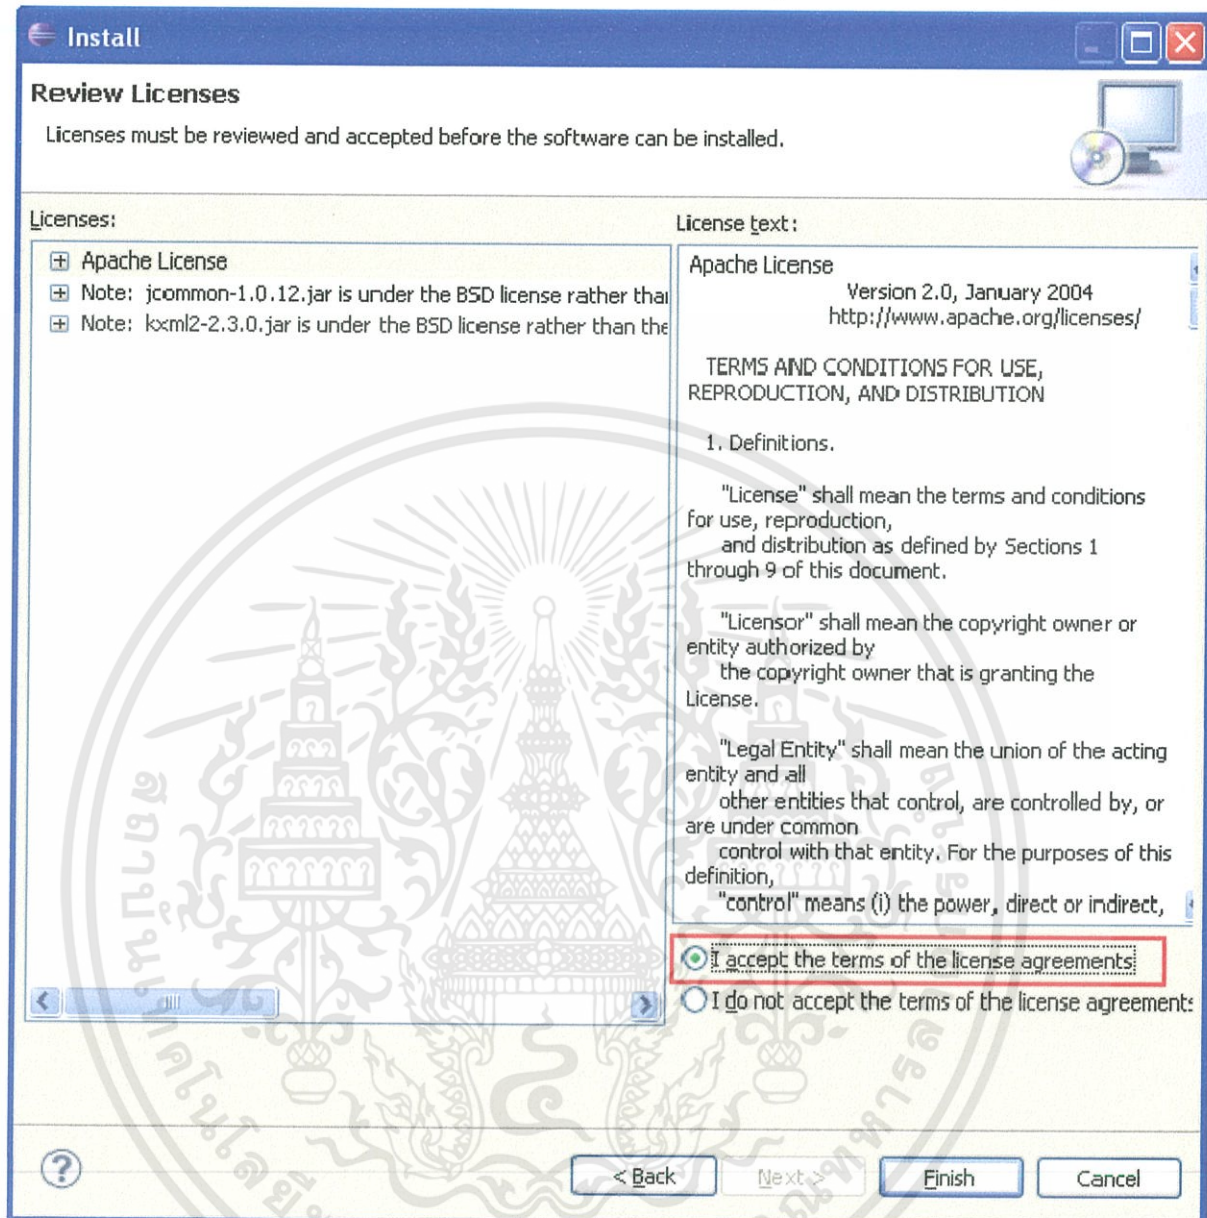 Install
Review Licenses
Licenses must be reviewed and accepted before the software can be installed.
Licenses:
Apache License
Note: jcommon-1.0.12.jar is under the BSD license rather than
Note: kxml2-2.3.0.jar is under the BSD license rather than the
License text:
Apache License
Version 2.0, January 2004
http://www.apache.org/licenses/
TERMS AND CONDITIONS FOR USE,
REPRODUCTION, AND DISTRIBUTION
1. Definitions.
"License" shall mean the terms and conditions
for use, reproduction,
and distribution as defined by Sections 1
through 9 of this document.
"Licensor" shall mean the copyright owner or
entity authorized by
the copyright owner that is granting the
License.
"Legal Entity" shall mean the union of the acting
entity and all
other entities that control, are controlled by, or
are under common
control with that entity. For the purposes of this
definition,
"control" means (i) the power, direct or indirect,
I accept the terms of the license agreements
I do not accept the terms of the license agreements
< Back
Next >
Finish
Cancel